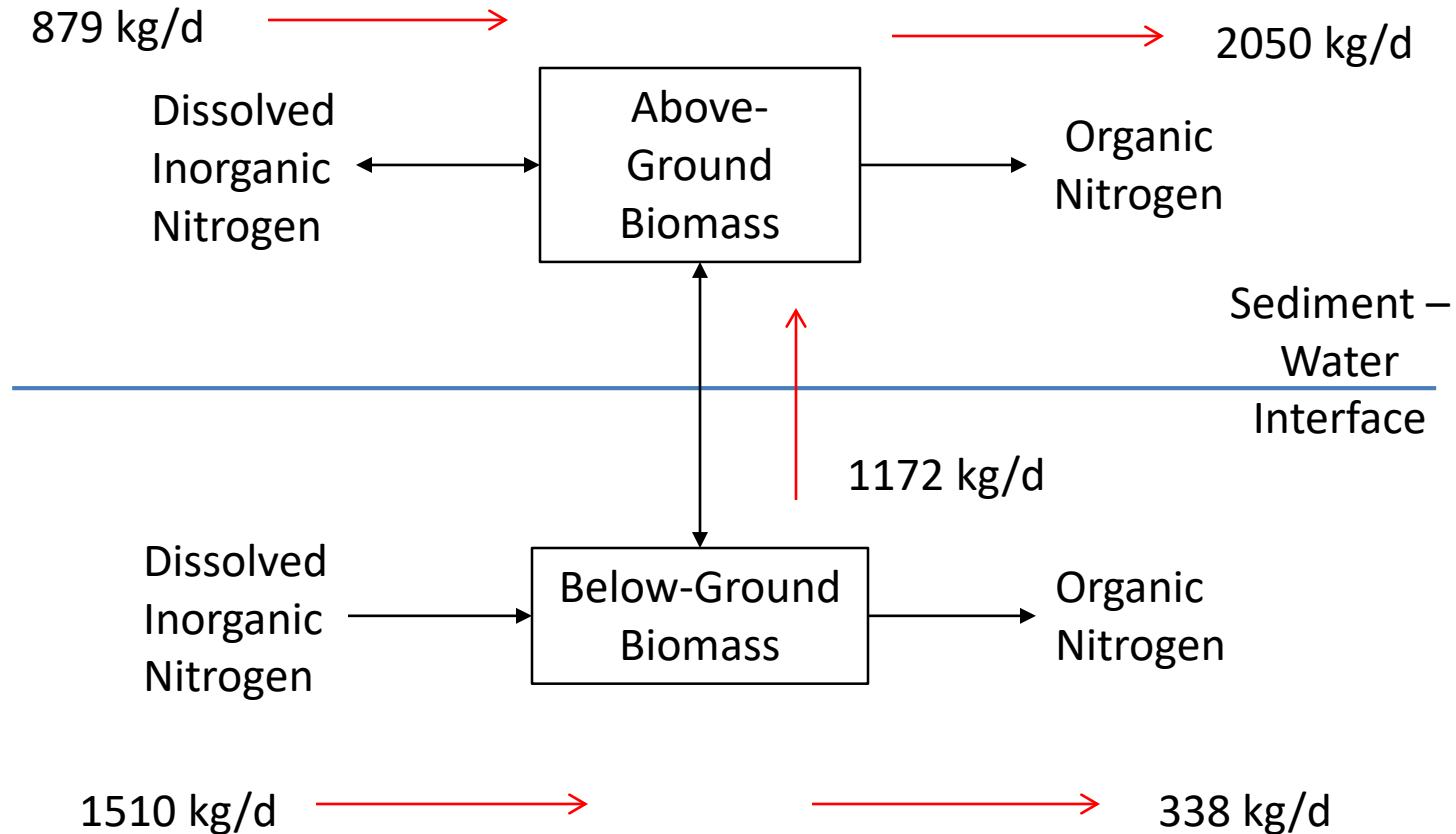 879 kg/d
2050 kg/d
Dissolved
Inorganic
Nitrogen
Above-
Ground
Biomass
Organic
Nitrogen
Sediment –
Water
Interface
1172 kg/d
Dissolved
Inorganic
Nitrogen
Below-Ground
Biomass
Organic
Nitrogen
1510 kg/d
338 kg/d